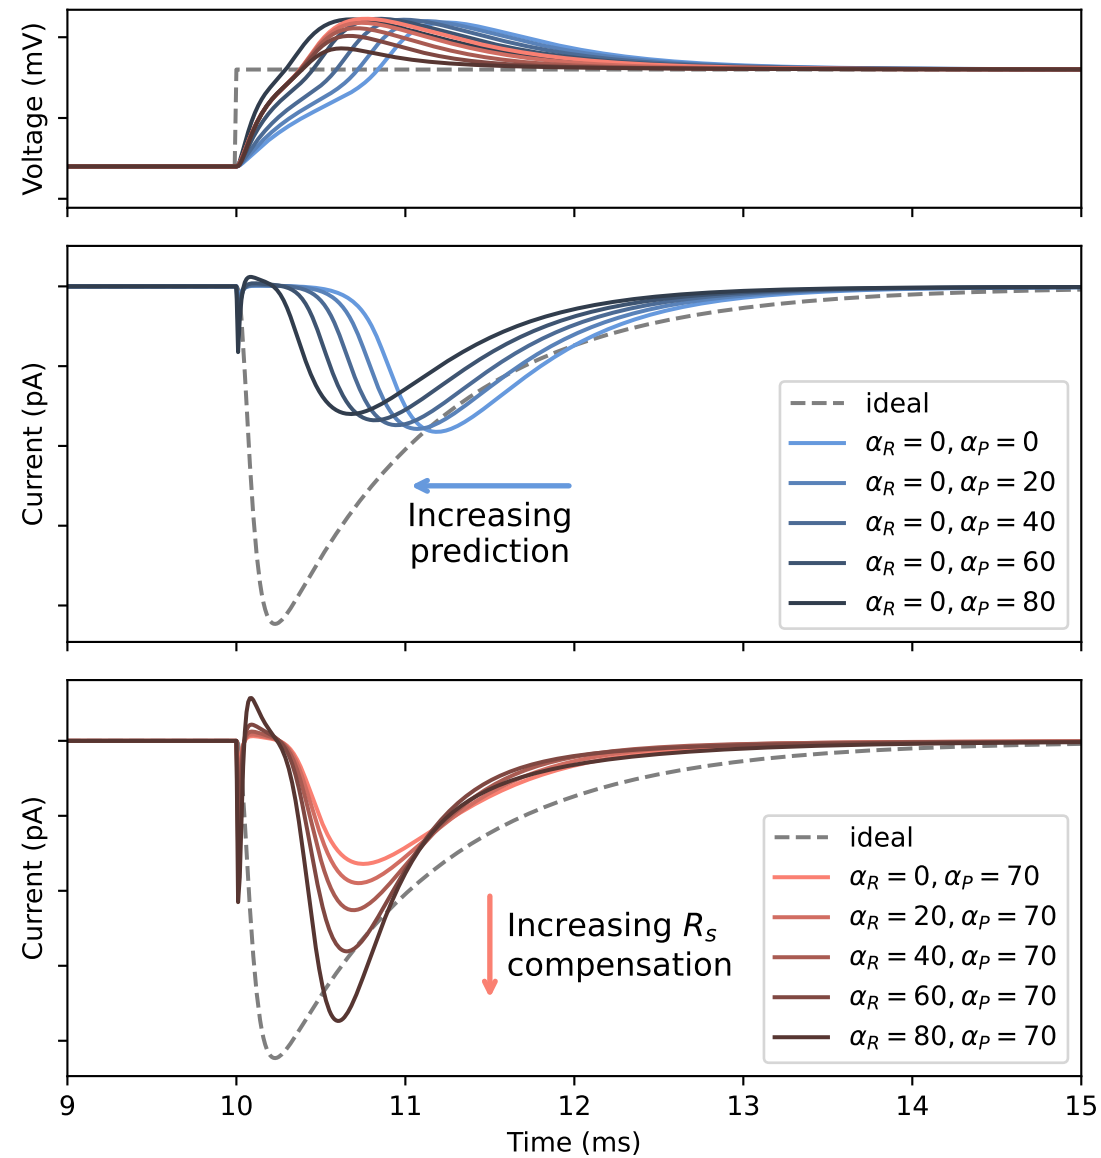 Voltage (mV)
Current (pA)
ideal
α_R = 0, α_P = 0
α_R = 0, α_P = 20
α_R = 0, α_P = 40
α_R = 0, α_P = 60
α_R = 0, α_P = 80
Increasing
prediction
Current (pA)
ideal
α_R = 0, α_P = 70
α_R = 20, α_P = 70
α_R = 40, α_P = 70
α_R = 60, α_P = 70
α_R = 80, α_P = 70
Increasing R_s
compensation
9 10 11 12 13 14 15
Time (ms)